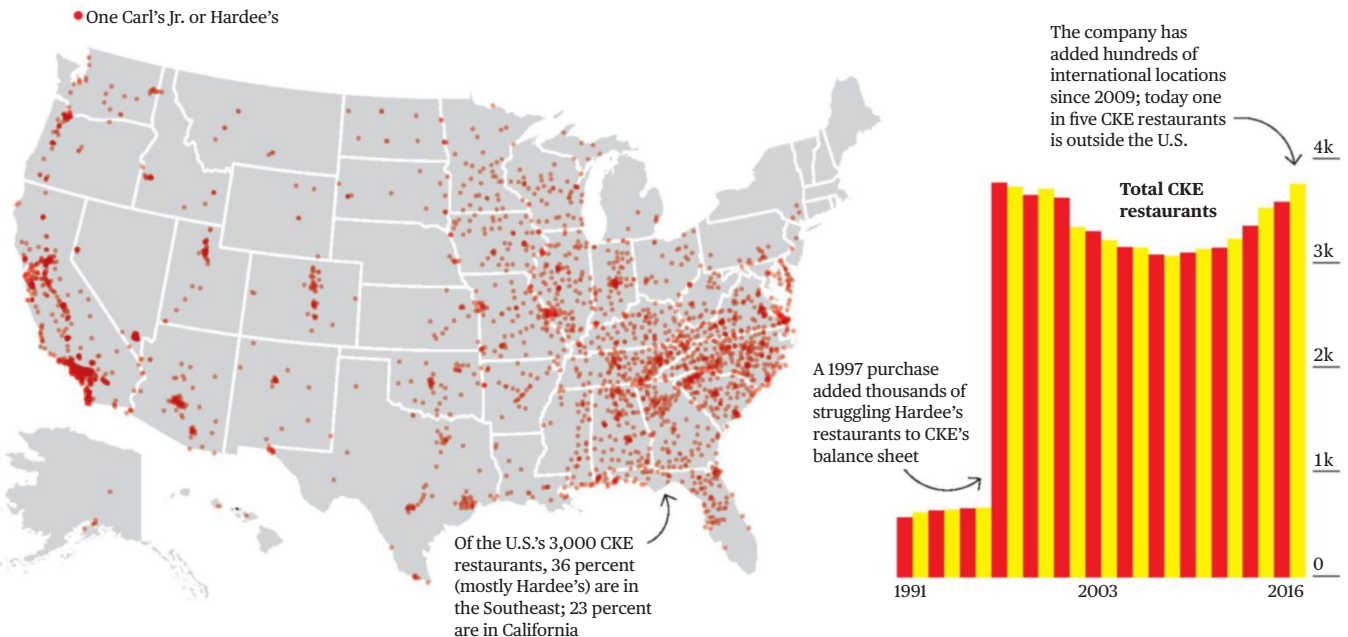 One Carl's Jr. or Hardee's
Of the U.S.'s 3,000 CKE
restaurants, 36 percent
(mostly Hardee's) are in
the Southeast; 23 percent
are in California
The company has
added hundreds of
international locations
since 2009; today one
in five CKE restaurants
is outside the U.S.
Total CKE
restaurants
A 1997 purchase
added thousands of
struggling Hardee's
restaurants to CKE's
balance sheet
4k
3k
2k
1k
0
1991
2003
2016